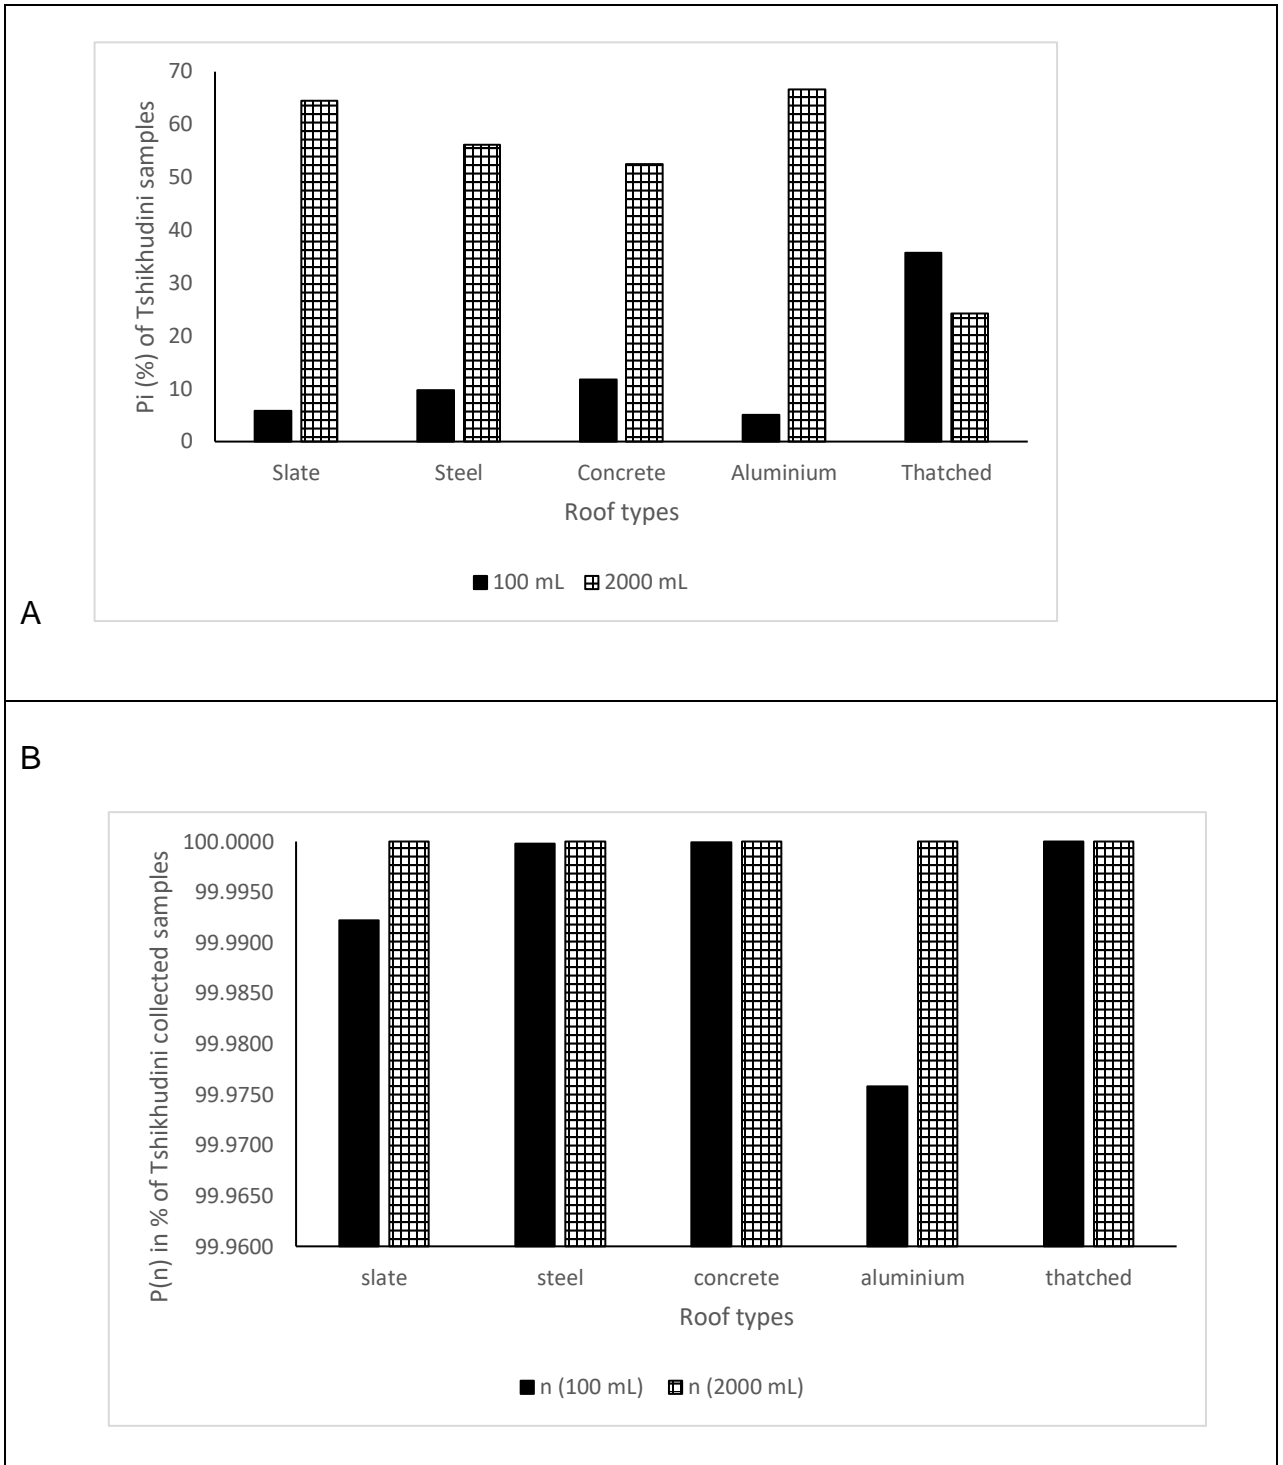 70
60
50
40
30
20
10
0
Pi (%) of Tshikhudini samples
Slate Steel Concrete Aluminium Thatched
Roof types
100 mL 2000 mL
A
B
100.0000
99.9950
99.9900
99.9850
99.9800
99.9750
99.9700
99.9650
99.9600
P(n) in % of Tshikhudini collected samples
slate steel concrete aluminium thatched
Roof types
n (100 mL) n (2000 mL)